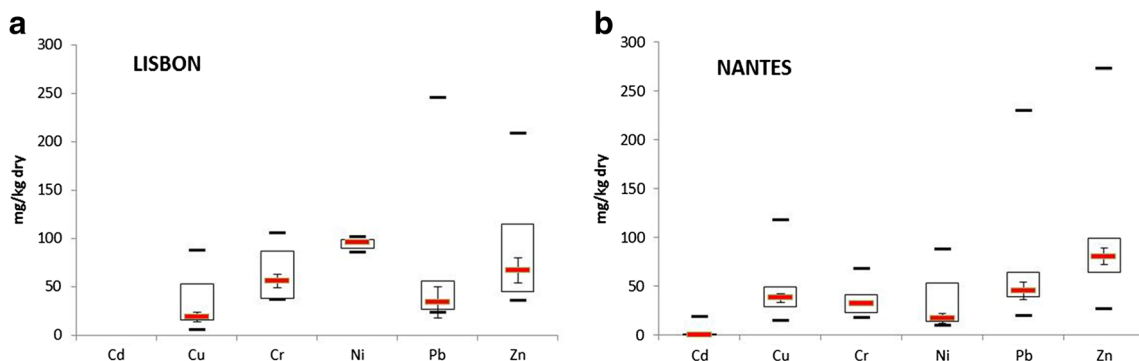 a
LISBON
mg/kg dry
300
250
200
150
100
50
0
Cd Cu Cr Ni Pb Zn
b
NANTES
mg/kg dry
300
250
200
150
100
50
0
Cd Cu Cr Ni Pb Zn